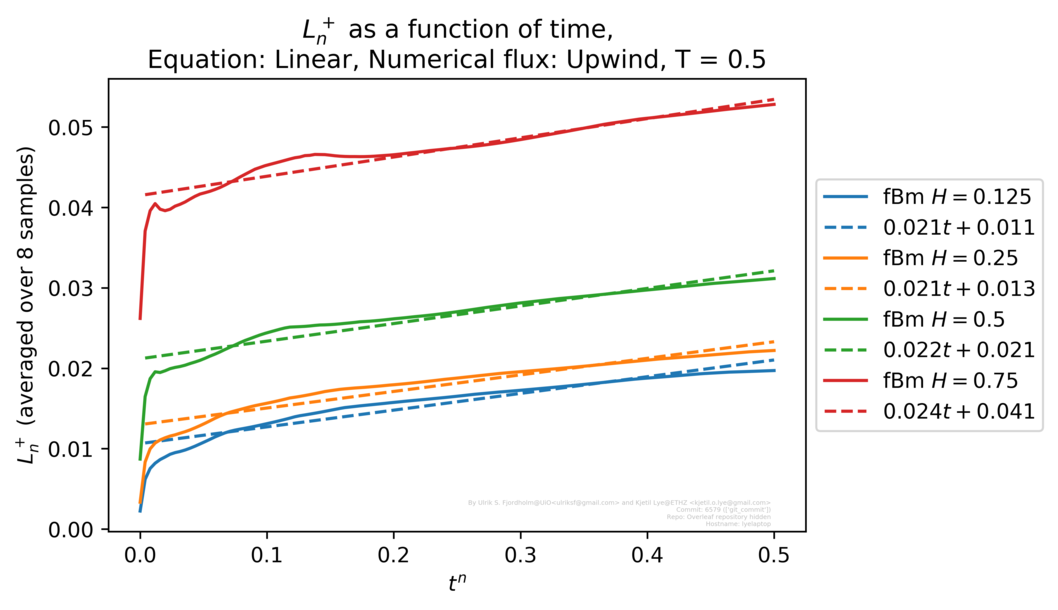 L_n^+ as a function of time,
Equation: Linear, Numerical flux: Upwind, T = 0.5
L_n^+ (averaged over 8 samples)
0.05
0.04
0.03
0.02
0.01
0.00
0.0 0.1 0.2 0.3 0.4 0.5
t^n
fBm H = 0.125
0.021t + 0.011
fBm H = 0.25
0.021t + 0.013
fBm H = 0.5
0.022t + 0.021
fBm H = 0.75
0.024t + 0.041
By Ulrik S. Fjordholm@UiO<ulriksf@gmail.com> and Kjetil Lye@ETHZ <kjetil.o.lye@gmail.com>
Commit: 6579 (['git_commit'])
Repo: Overleaf repository hidden
Hostname: lyelaptop